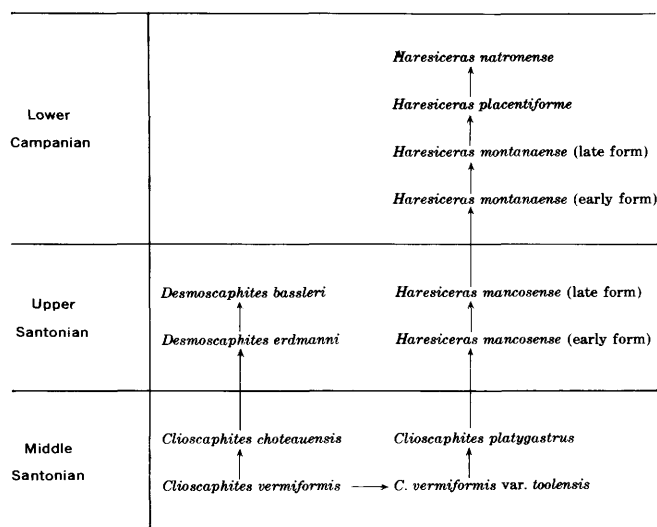 Haresiceras natronense
Haresiceras placentiforme
Lower
Campanian
Haresiceras montanaense (late form)
Haresiceras montanaense (early form)
Upper
Santonian
Desmoscaphites bassleri
Haresiceras mancosense (late form)
Desmoscaphites erdmanni
Haresiceras mancosense (early form)
Middle
Santonian
Clioscaphites choteauensis
Clioscaphites platygastrus
Clioscaphites vermiformis
C. vermiformis var. toolensis